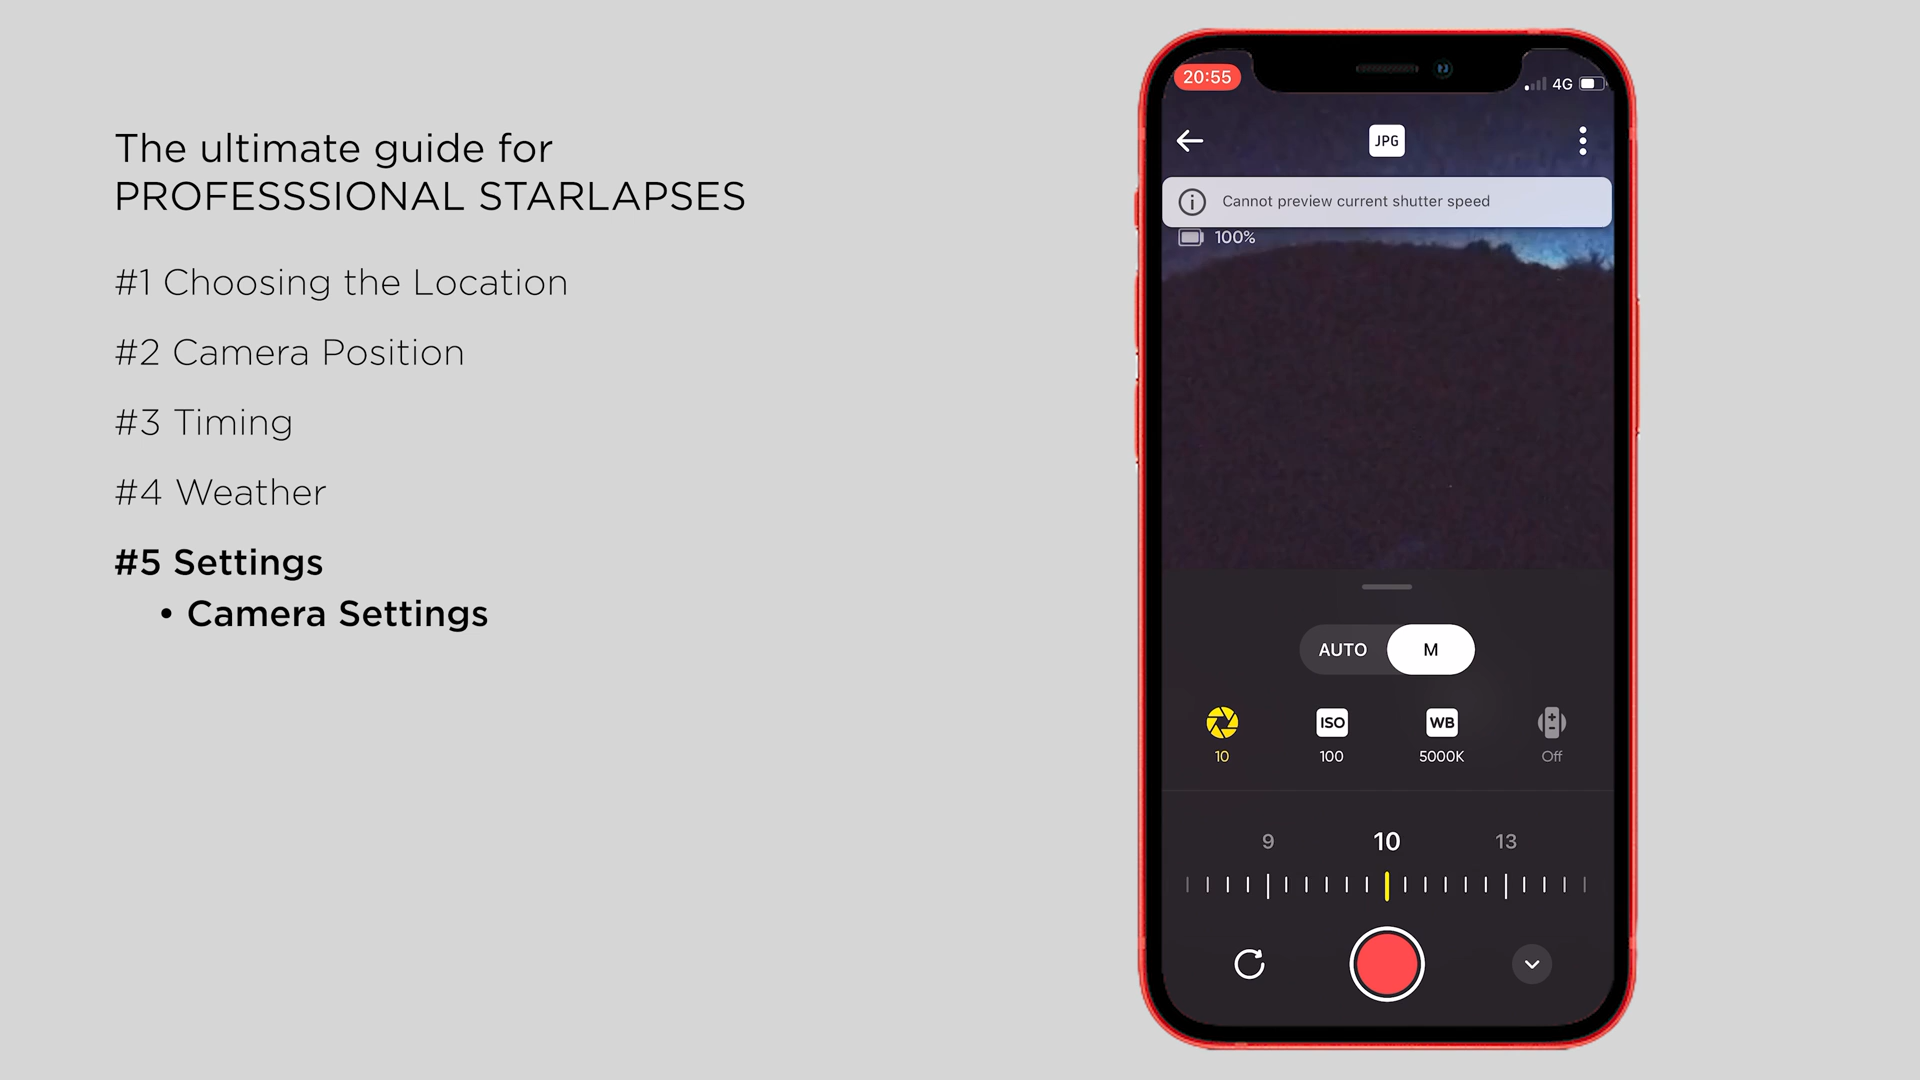 The ultimate guide for
PROFESSSIONAL STARLAPSES
#1 Choosing the Location
#2 Camera Position
#3 Timing
#4 Weather
#5 Settings
• Camera Settings
20:55
4G
JPG
Cannot preview current shutter speed
100%
AUTO M
ISO WB
10 100 5000K Off
9 10 13